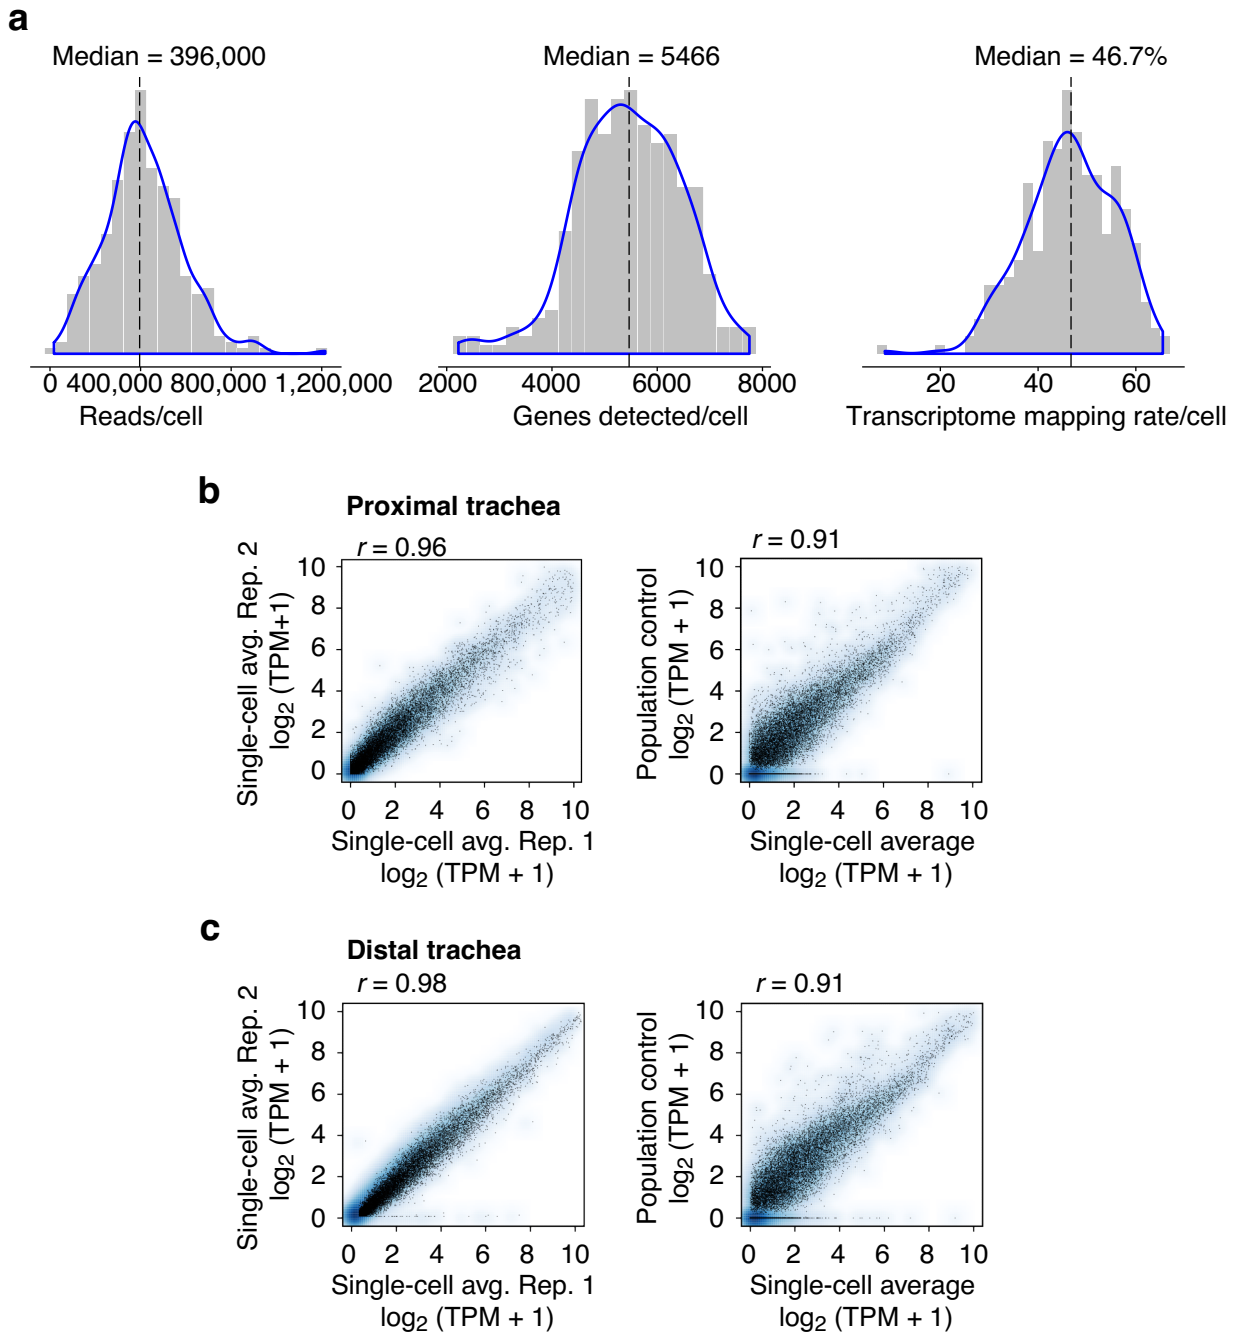 a
Median = 396,000
Median = 5466
Median = 46.7%
0 400,000 800,000 1,200,000
2000 4000 6000 8000
20 40 60
Reads/cell
Genes detected/cell
Transcriptome mapping rate/cell
b
Proximal trachea
r = 0.96
r = 0.91
Single-cell avg. Rep. 2
log2 (TPM+1)
10
8
6
4
2
0
0 2 4 6 8 10
Single-cell avg. Rep. 1
log2 (TPM + 1)
Population control
log2 (TPM + 1)
10
8
6
4
2
0
0 2 4 6 8 10
Single-cell average
log2 (TPM + 1)
c
Distal trachea
r = 0.98
r = 0.91
Single-cell avg. Rep. 2
log2 (TPM + 1)
10
8
6
4
2
0
0 2 4 6 8 10
Single-cell avg. Rep. 1
log2 (TPM + 1)
Population control
log2 (TPM + 1)
10
8
6
4
2
0
0 2 4 6 8 10
Single-cell average
log2 (TPM + 1)